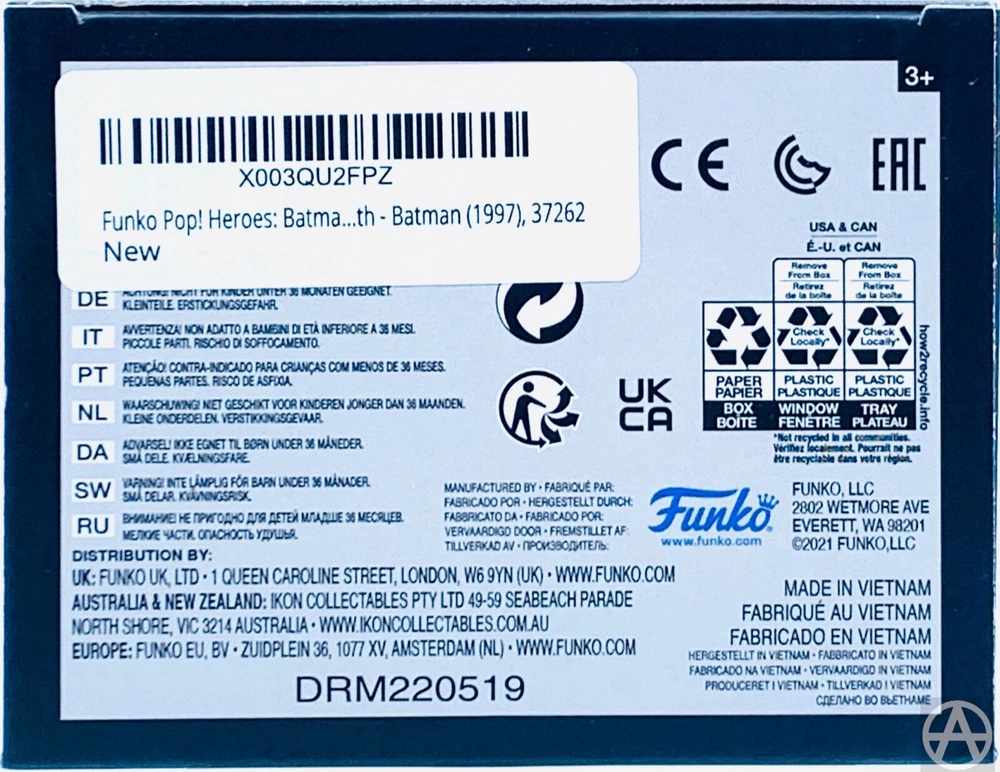 3+
X003QU2FPZ
Funko Pop! Heroes: Batma...th - Batman (1997), 37262
New
CE
EAC
USA & CAN
É.-U. et CAN
Remove
From Box
Retirez
de la boîte
Remove
From Box
Retirez
de la boîte
Check
Locally*
Check
Locally*
PAPER
PAPIER
BOX
BOÎTE
PLASTIC
PLASTIQUE
WINDOW
FENÊTRE
PLASTIC
PLASTIQUE
TRAY
PLATEAU
how2recycle.info
*Not recycled in all communities.
Vérifiez localement. Pourrait ne pas
être recyclable dans votre région.
UK
CA
DE
ACHTUNG! NICHT FÜR KINDER UNTER 36 MONATEN GEEIGNET.
KLEINTEILE. ERSTICKUNGSGEFAHR.
IT
AVVERTENZA! NON ADATTO A BAMBINI DI ETÀ INFERIORE A 36 MESI.
PICCOLE PARTI. RISCHIO DI SOFFOCAMENTO.
PT
ATENÇÃO! CONTRA-INDICADO PARA CRIANÇAS COM MENOS DE 36 MESES.
PEQUENAS PARTES. RISCO DE ASFIXIA.
NL
WAARSCHUWING! NIET GESCHIKT VOOR KINDEREN JONGER DAN 36 MAANDEN.
KLEINE ONDERDELEN. VERSTIKKINGSGEVAAR.
DA
ADVARSEL! IKKE EGNET TIL BØRN UNDER 36 MÅNEDER.
SMÅ DELE. KVÆLNINGSFARE.
SW
VARNING! INTE LÄMPLIG FÖR BARN UNDER 36 MÅNADER.
SMÅ DELAR. KVÄVNINGSRISK.
RU
ВНИМАНИЕ! НЕ ПРИГОДНО ДЛЯ ДЕТЕЙ МЛАДШЕ 36 МЕСЯЦЕВ.
МЕЛКИЕ ЧАСТИ. ОПАСНОСТЬ УДУШЬЯ.
MANUFACTURED BY • FABRIQUÉ PAR:
FABRICADO POR • HERGESTELLT DURCH:
FABBRICATO DA • FABRICADO POR:
VERVAARDIGD DOOR • FREMSTILLET AF:
TILLVERKAD AV • ПРОИЗВОДИТЕЛЬ:
Funko
www.funko.com
FUNKO, LLC
2802 WETMORE AVE
EVERETT, WA 98201
©2021 FUNKO,LLC
DISTRIBUTION BY:
UK: FUNKO UK, LTD • 1 QUEEN CAROLINE STREET, LONDON, W6 9YN (UK) • WWW.FUNKO.COM
AUSTRALIA & NEW ZEALAND: IKON COLLECTABLES PTY LTD 49-59 SEABEACH PARADE
NORTH SHORE, VIC 3214 AUSTRALIA • WWW.IKONCOLLECTABLES.COM.AU
EUROPE: FUNKO EU, BV • ZUIDPLEIN 36, 1077 XV, AMSTERDAM (NL) • WWW.FUNKO.COM
DRM220519
MADE IN VIETNAM
FABRIQUÉ AU VIETNAM
FABRICADO EN VIETNAM
HERGESTELLT IN VIETNAM • FABBRICATO IN VIETNAM
FABRICADO NA VIETNAM • VERVAARDIGD IN VIETNAM
PRODUCERET I VIETNAM • TILLVERKAD I VIETNAM
СДЕЛАНО ВО ВЬЕТНАМЕ